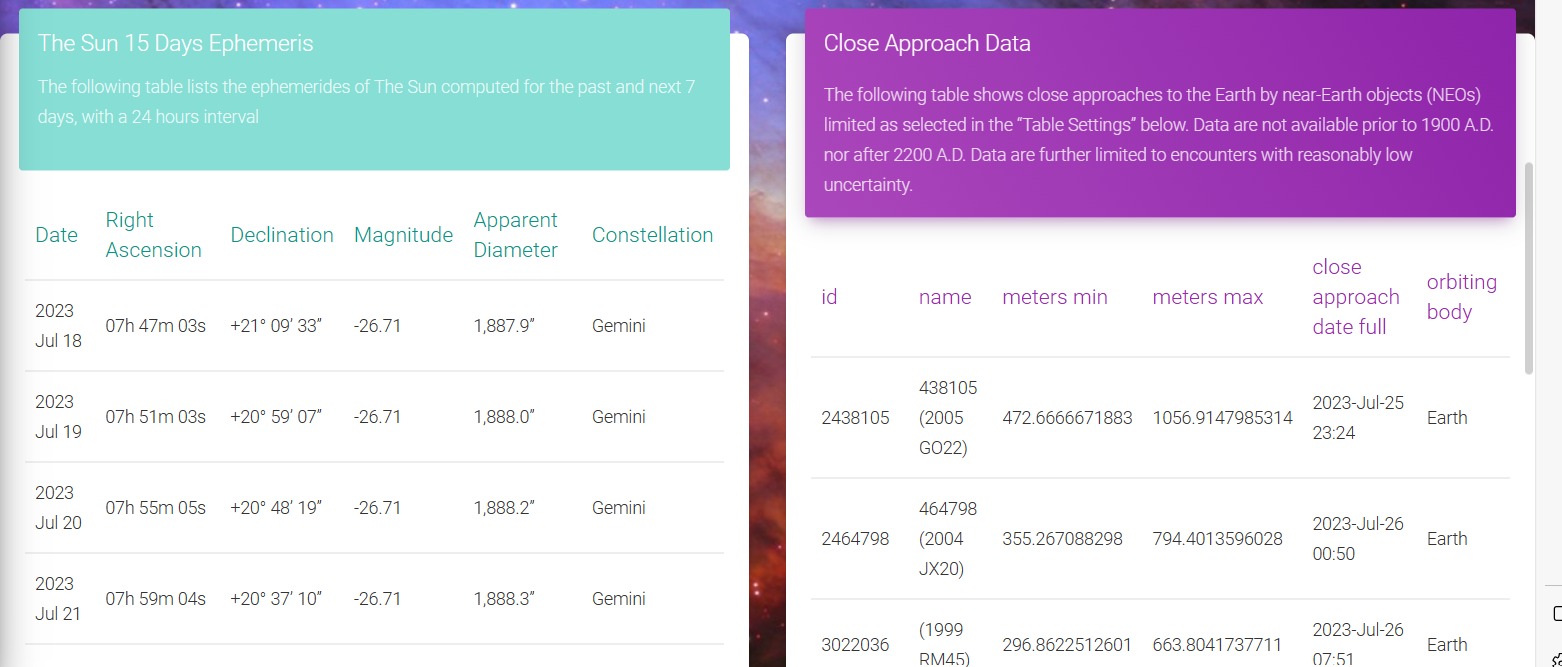 The Sun 15 Days Ephemeris
The following table lists the ephemerides of The Sun computed for the past and next 7
days, with a 24 hours interval
Date
Right
Ascension
Declination
Magnitude
Apparent
Diameter
Constellation
2023
Jul 18
07h 47m 03s
+21° 09’ 33”
-26.71
1,887.9”
Gemini
2023
Jul 19
07h 51m 03s
+20° 59’ 07”
-26.71
1,888.0”
Gemini
2023
Jul 20
07h 55m 05s
+20° 48’ 19”
-26.71
1,888.2”
Gemini
2023
Jul 21
07h 59m 04s
+20° 37’ 10”
-26.71
1,888.3”
Gemini
Close Approach Data
The following table shows close approaches to the Earth by near-Earth objects (NEOs)
limited as selected in the “Table Settings” below. Data are not available prior to 1900 A.D.
nor after 2200 A.D. Data are further limited to encounters with reasonably low
uncertainty.
id
name
meters min
meters max
close
approach
date full
orbiting
body
2438105
438105
(2005
GO22)
472.6666671883
1056.9147985314
2023-Jul-25
23:24
Earth
2464798
464798
(2004
JX20)
355.267088298
794.4013596028
2023-Jul-26
00:50
Earth
3022036
(1999
RM45)
296.8622512601
663.8041737711
2023-Jul-26
07:51
Earth